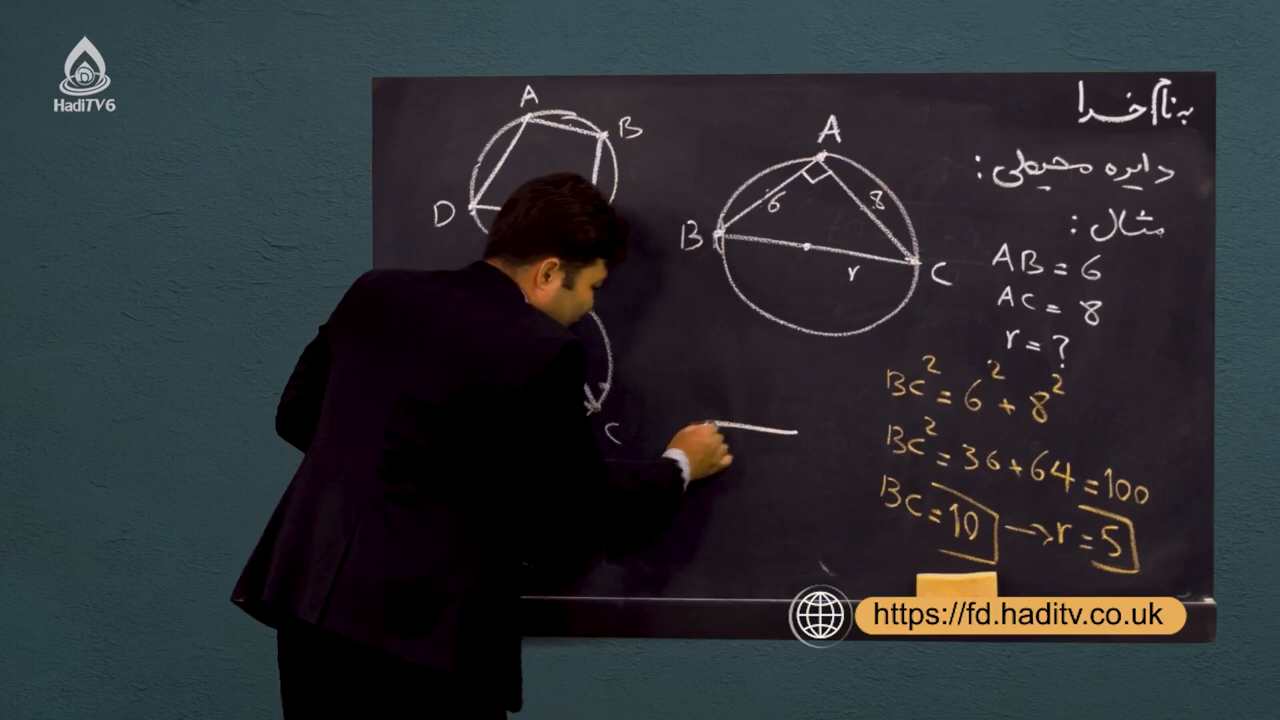 HadiTV6
به نام خدا
دایره محیطی :
مثال :
AB = 6
AC = 8
r = ?
BC² = 6² + 8²
BC² = 36 + 64 = 100
BC = 10 → r = 5
A
B
D
C
A
B
C
6
8
r
https://fd.haditv.co.uk